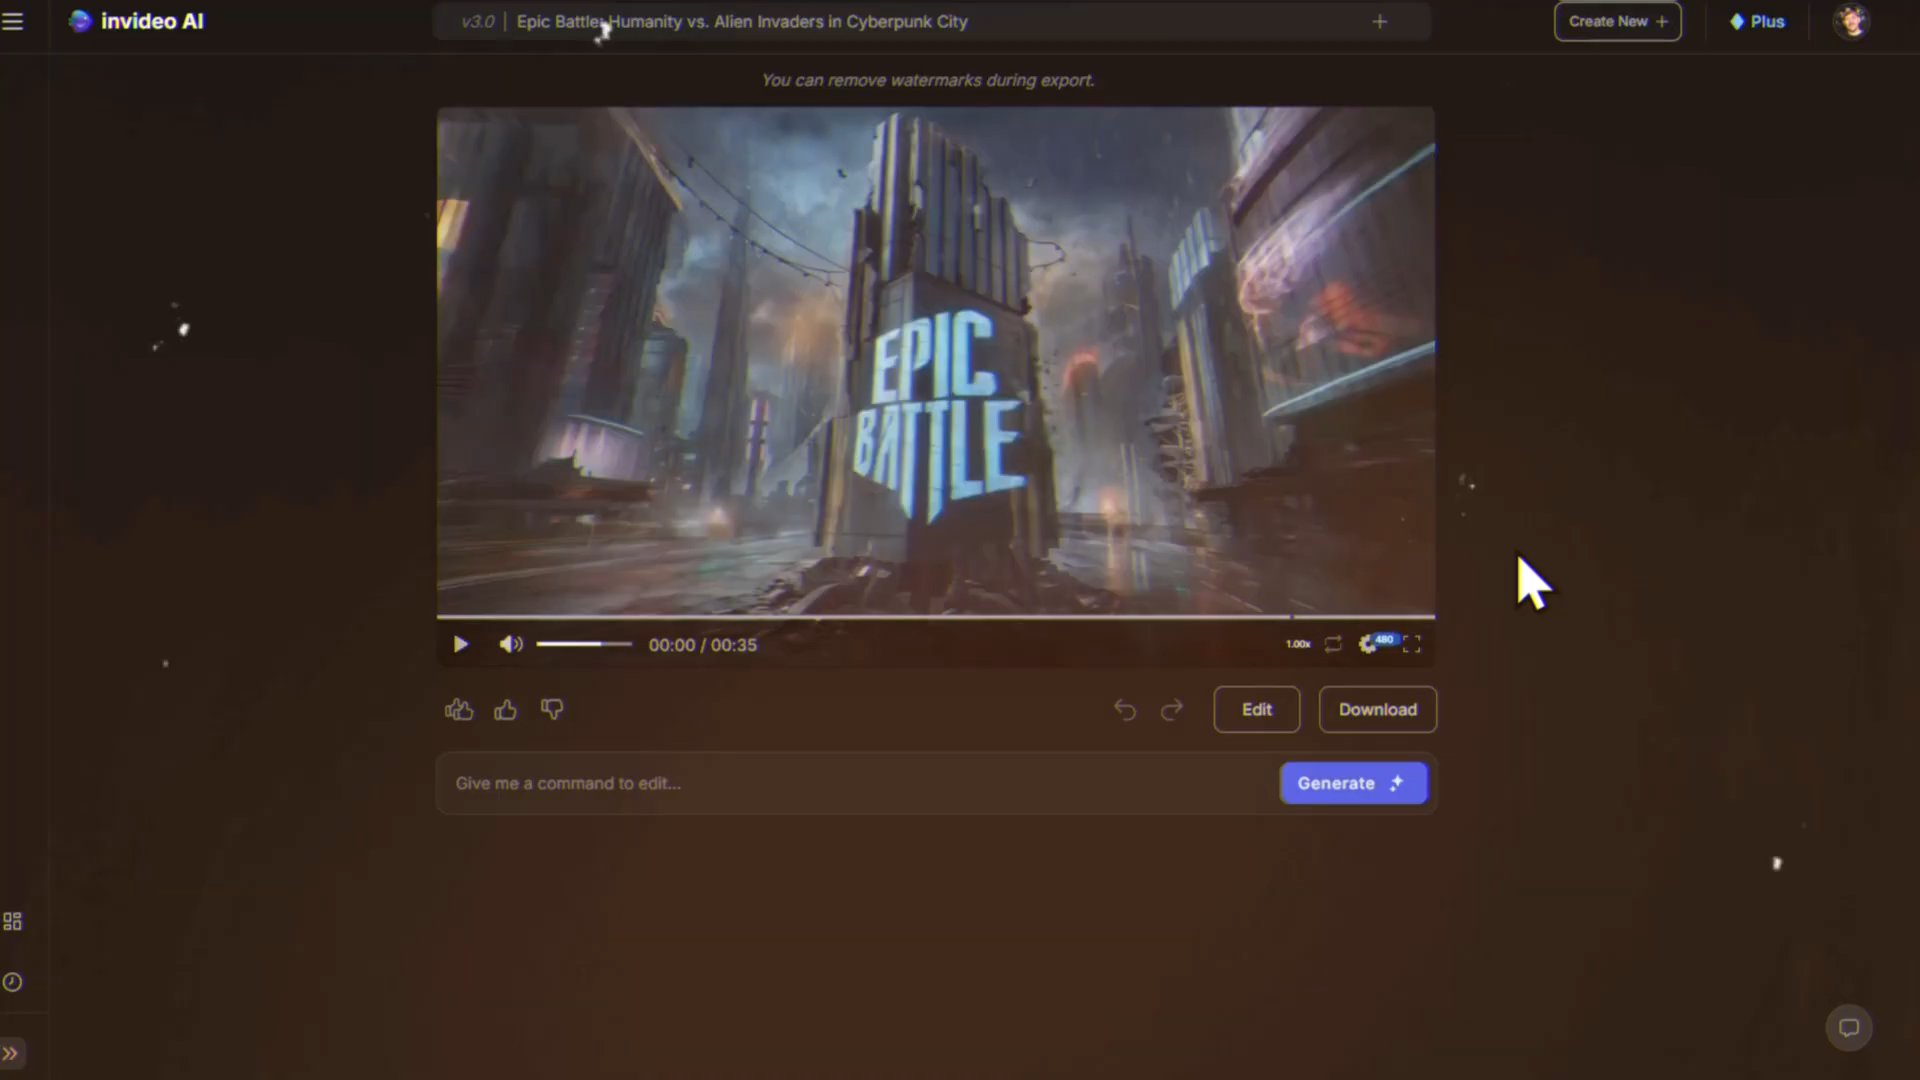 invideo AI
v3.0 | Epic Battle: Humanity vs. Alien Invaders in Cyberpunk City
Create New +
Plus
You can remove watermarks during export.
EPIC
BATTLE
00:00 / 00:35
1.00x
480
Edit
Download
Give me a command to edit...
Generate